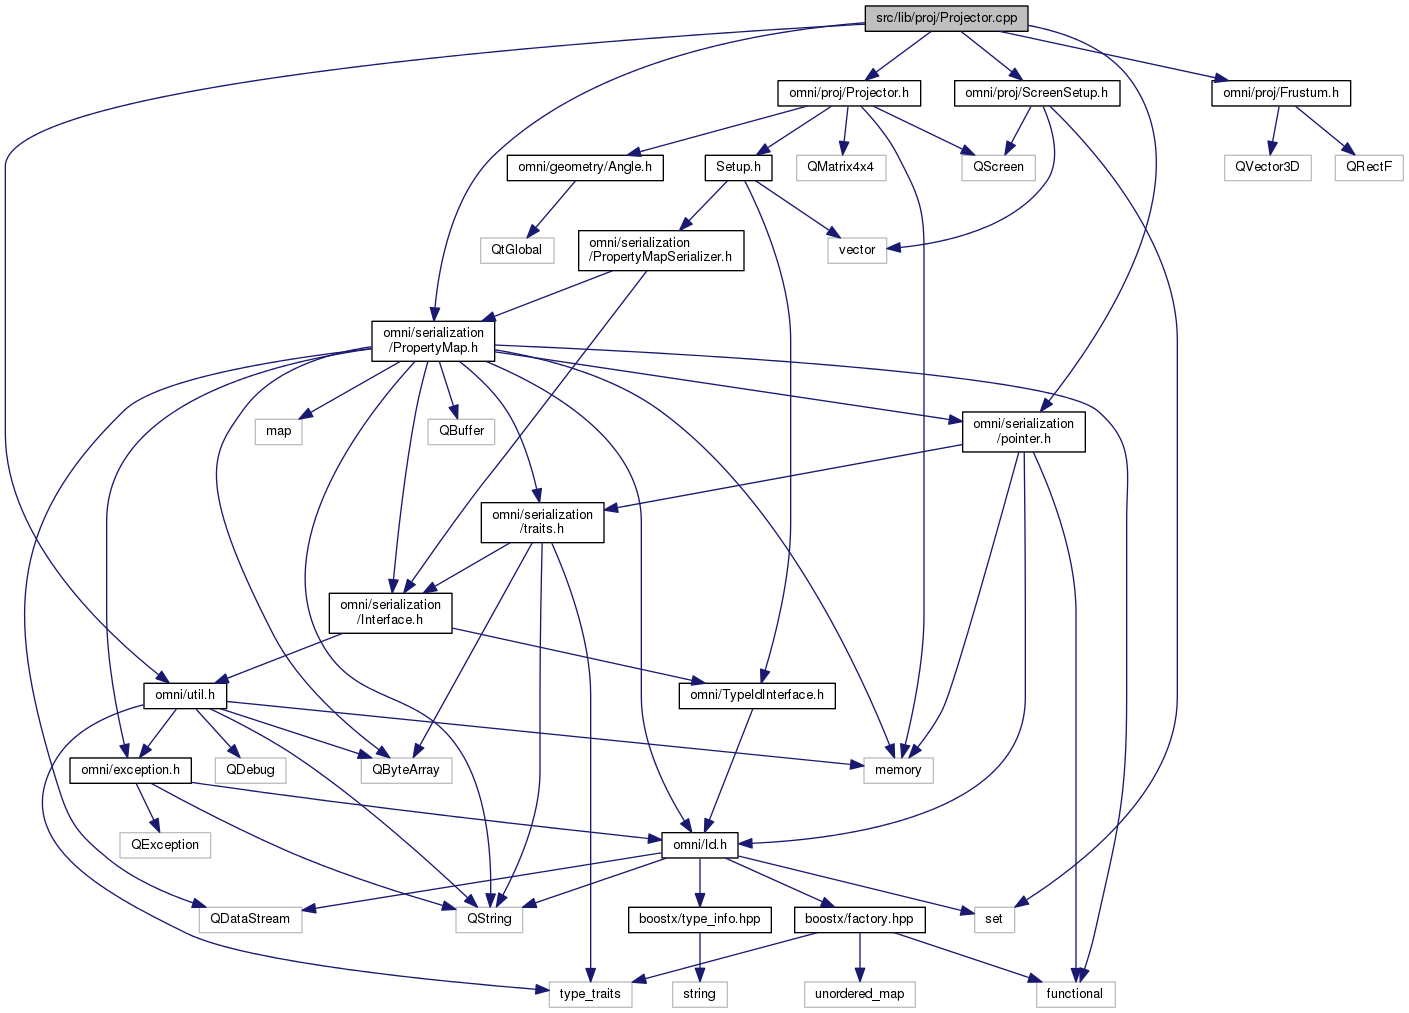 src/lib/proj/Projector.cpp
omni/proj/Projector.h
omni/proj/ScreenSetup.h
omni/proj/Frustum.h
omni/geometry/Angle.h
Setup.h
QMatrix4x4
QScreen
QVector3D
QRectF
QtGlobal
omni/serialization
/PropertyMapSerializer.h
vector
omni/serialization
/PropertyMap.h
map
QBuffer
omni/serialization
/pointer.h
omni/serialization
/traits.h
omni/serialization
/Interface.h
omni/util.h
omni/TypeIdInterface.h
omni/exception.h
QDebug
QByteArray
memory
QException
omni/Id.h
QDataStream
QString
boostx/type_info.hpp
boostx/factory.hpp
set
type_traits
string
unordered_map
functional